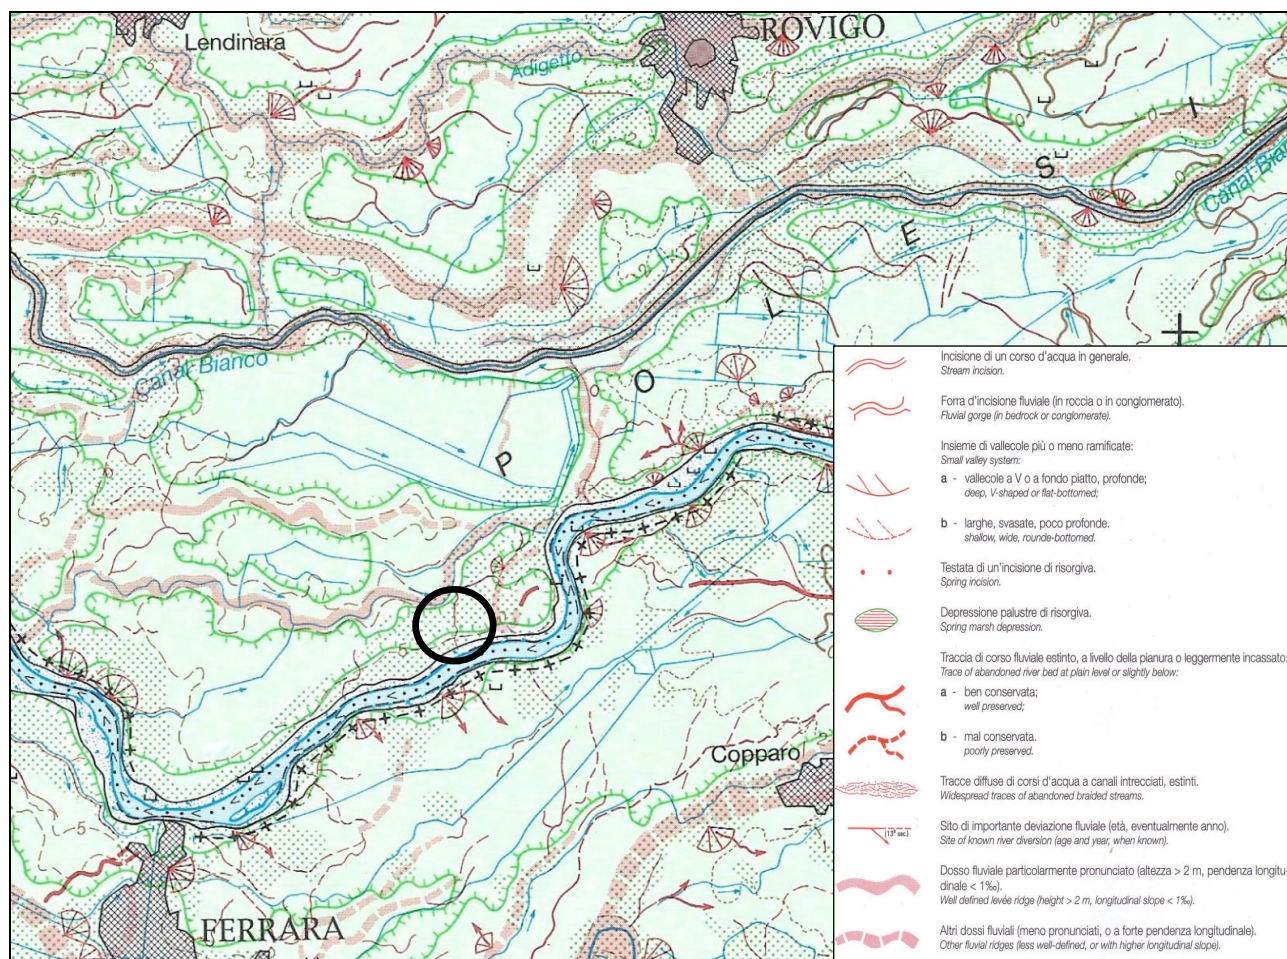 Lendinara
ROVIGO
Adigetto
I
S
Canal Bia
E
L
O
P
Canal Bianco
Copparo
FERRARA
Incisione di un corso d'acqua in generale.
Stream incision.
Forra d'incisione fluviale (in roccia o in conglomerato).
Fluvial gorge (in bedrock or conglomerate).
Insieme di vallecole più o meno ramificate:
Small valley system:
a - vallecole a V o a fondo piatto, profonde;
deep, V-shaped or flat-bottomed;
b - larghe, svasate, poco profonde.
shallow, wide, rounde-bottomed.
Testata di un'incisione di risorgiva.
Spring incision.
Depressione palustre di risorgiva.
Spring marsh depression.
Traccia di corso fluviale estinto, a livello della pianura o leggermente incassato:
Trace of abandoned river bed at plain level or slightly below:
a - ben conservata;
well preserved;
b - mal conservata.
poorly preserved.
Tracce diffuse di corsi d'acqua a canali intrecciati, estinti.
Widespread traces of abandoned braided streams.
Sito di importante deviazione fluviale (età, eventualmente anno).
(13° sec.)
Site of known river diversion (age and year, when known).
Dosso fluviale particolarmente pronunciato (altezza > 2 m, pendenza longitu-
dinale < 1‰).
Well defined levée ridge (height > 2 m, longitudinal slope < 1‰).
Altri dossi fluviali (meno pronunciati, o a forte pendenza longitudinale).
Other fluvial ridges (less well-defined, or with higher longitudinal slope).